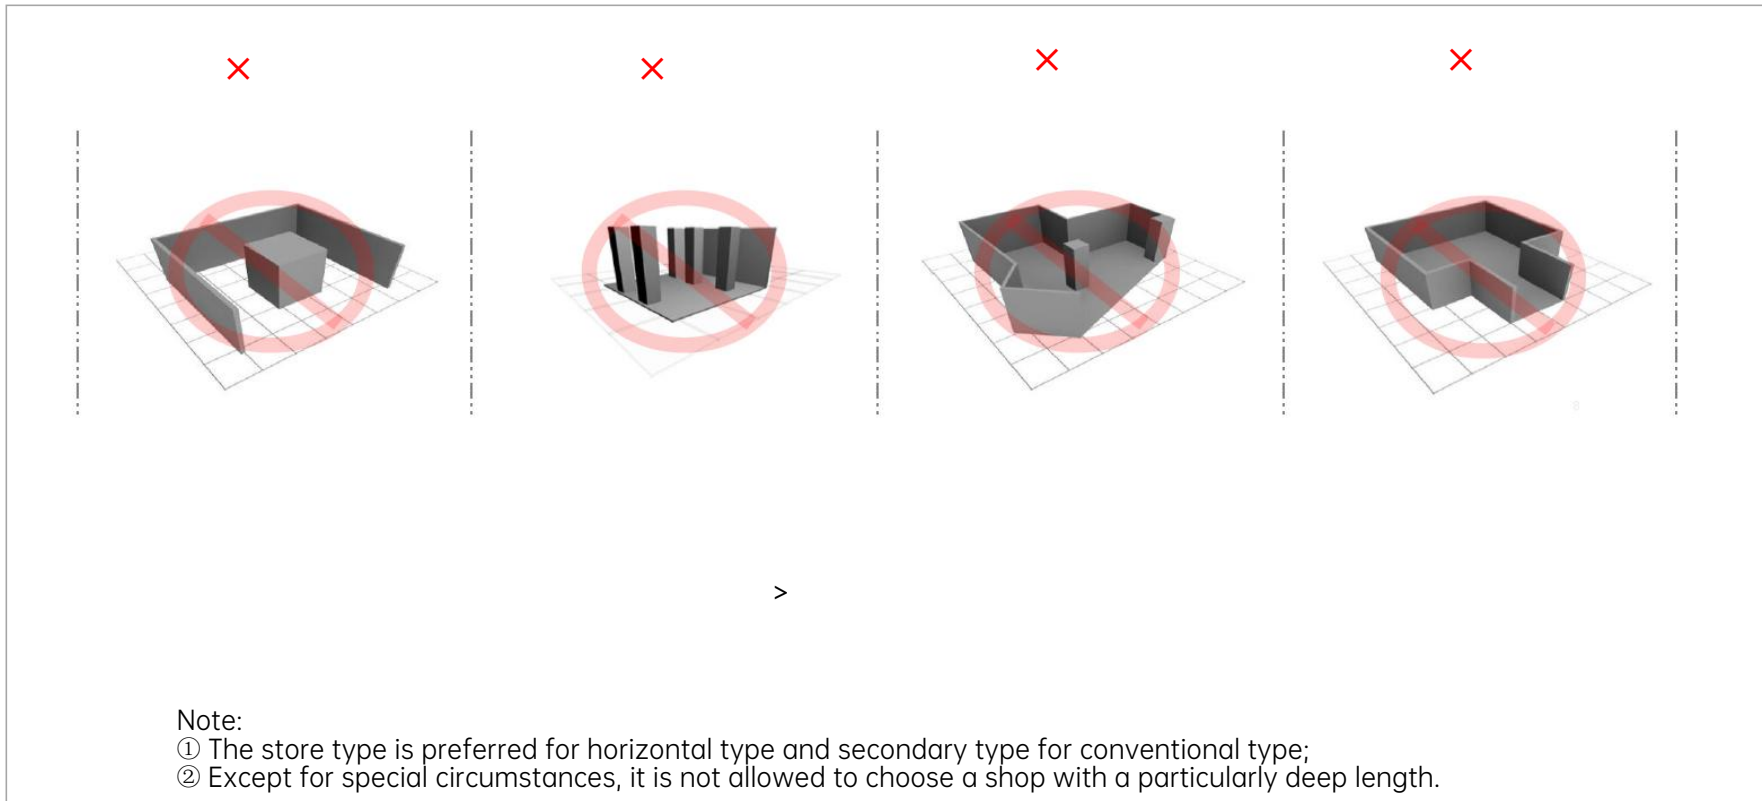 >
Note:
① The store type is preferred for horizontal type and secondary type for conventional type;
② Except for special circumstances, it is not allowed to choose a shop with a particularly deep length.